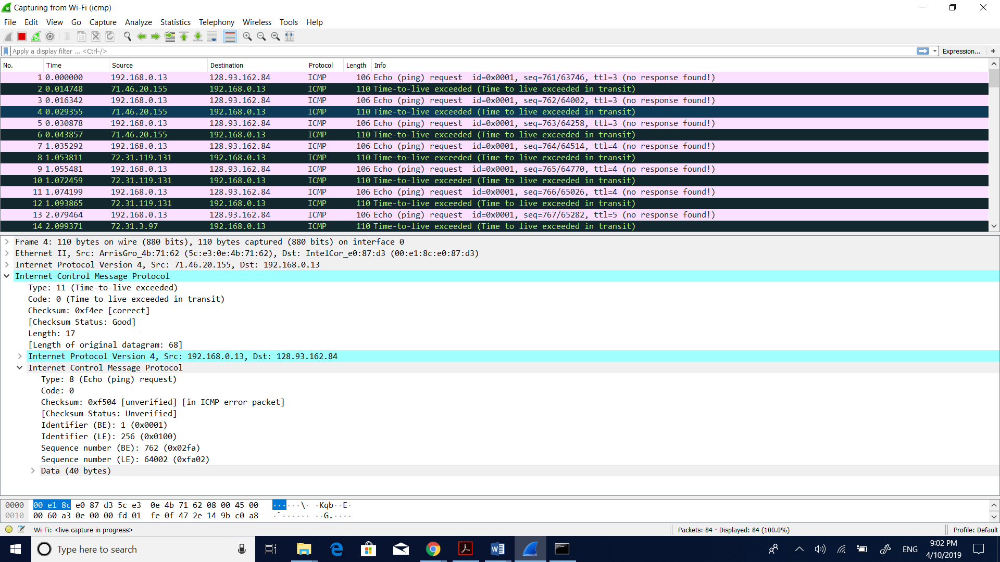 Capturing from Wi-Fi (icmp)
File Edit View Go Capture Analyze Statistics Telephony Wireless Tools Help
Apply a display filter ... <Ctrl-/> Expression... +
No. Time Source Destination Protocol Length Info
1 0.000000 192.168.0.13 128.93.162.84 ICMP 106 Echo (ping) request id=0x0001, seq=761/63746, ttl=3 (no response found!)
2 0.014748 71.46.20.155 192.168.0.13 ICMP 110 Time-to-live exceeded (Time to live exceeded in transit)
3 0.016342 192.168.0.13 128.93.162.84 ICMP 106 Echo (ping) request id=0x0001, seq=762/64002, ttl=3 (no response found!)
4 0.029355 71.46.20.155 192.168.0.13 ICMP 110 Time-to-live exceeded (Time to live exceeded in transit)
5 0.030878 192.168.0.13 128.93.162.84 ICMP 106 Echo (ping) request id=0x0001, seq=763/64258, ttl=3 (no response found!)
6 0.043857 71.46.20.155 192.168.0.13 ICMP 110 Time-to-live exceeded (Time to live exceeded in transit)
7 1.035292 192.168.0.13 128.93.162.84 ICMP 106 Echo (ping) request id=0x0001, seq=764/64514, ttl=4 (no response found!)
8 1.053811 72.31.119.131 192.168.0.13 ICMP 110 Time-to-live exceeded (Time to live exceeded in transit)
9 1.055481 192.168.0.13 128.93.162.84 ICMP 106 Echo (ping) request id=0x0001, seq=765/64770, ttl=4 (no response found!)
10 1.072459 72.31.119.131 192.168.0.13 ICMP 110 Time-to-live exceeded (Time to live exceeded in transit)
11 1.074199 192.168.0.13 128.93.162.84 ICMP 106 Echo (ping) request id=0x0001, seq=766/65026, ttl=4 (no response found!)
12 1.093865 72.31.119.131 192.168.0.13 ICMP 110 Time-to-live exceeded (Time to live exceeded in transit)
13 2.079464 192.168.0.13 128.93.162.84 ICMP 106 Echo (ping) request id=0x0001, seq=767/65282, ttl=5 (no response found!)
14 2.099371 72.31.3.97 192.168.0.13 ICMP 110 Time-to-live exceeded (Time to live exceeded in transit)
Frame 4: 110 bytes on wire (880 bits), 110 bytes captured (880 bits) on interface 0
Ethernet II, Src: ArrisGro_4b:71:62 (5c:e3:0e:4b:71:62), Dst: IntelCor_e0:87:d3 (00:e1:8c:e0:87:d3)
Internet Protocol Version 4, Src: 71.46.20.155, Dst: 192.168.0.13
Internet Control Message Protocol
Type: 11 (Time-to-live exceeded)
Code: 0 (Time to live exceeded in transit)
Checksum: 0xf4ee [correct]
[Checksum Status: Good]
Length: 17
[Length of original datagram: 68]
Internet Protocol Version 4, Src: 192.168.0.13, Dst: 128.93.162.84
Internet Control Message Protocol
Type: 8 (Echo (ping) request)
Code: 0
Checksum: 0xf504 [unverified] [in ICMP error packet]
[Checksum Status: Unverified]
Identifier (BE): 1 (0x0001)
Identifier (LE): 256 (0x0100)
Sequence number (BE): 762 (0x02fa)
Sequence number (LE): 64002 (0xfa02)
Data (40 bytes)
0000 00 e1 8c e0 87 d3 5c e3 0e 4b 71 62 08 00 45 00 ······\· ·Kqb··E·
0010 00 60 a3 0e 00 00 fd 01 fe 0f 47 2e 14 9b c0 a8 ·`······ ··G.····
Wi-Fi: <live capture in progress> Packets: 84 · Displayed: 84 (100.0%) Profile: Default
Type here to search ENG 9:02 PM
4/10/2019